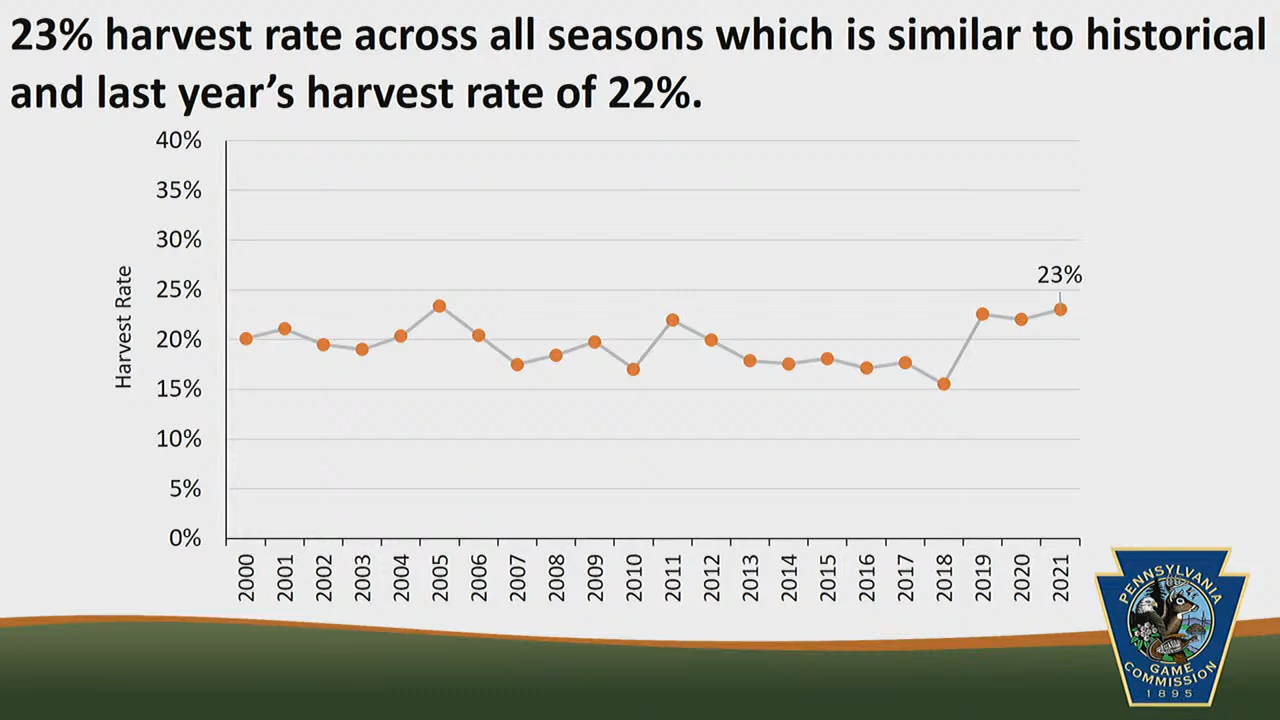 23% harvest rate across all seasons which is similar to historical
and last year’s harvest rate of 22%.
40%
35%
30%
25%
20%
15%
10%
5%
0%
Harvest Rate
23%
2000 2001 2002 2003 2004 2005 2006 2007 2008 2009 2010 2011 2012 2013 2014 2015 2016 2017 2018 2019 2020 2021
PENNSYLVANIA
GAME
COMMISSION
1895